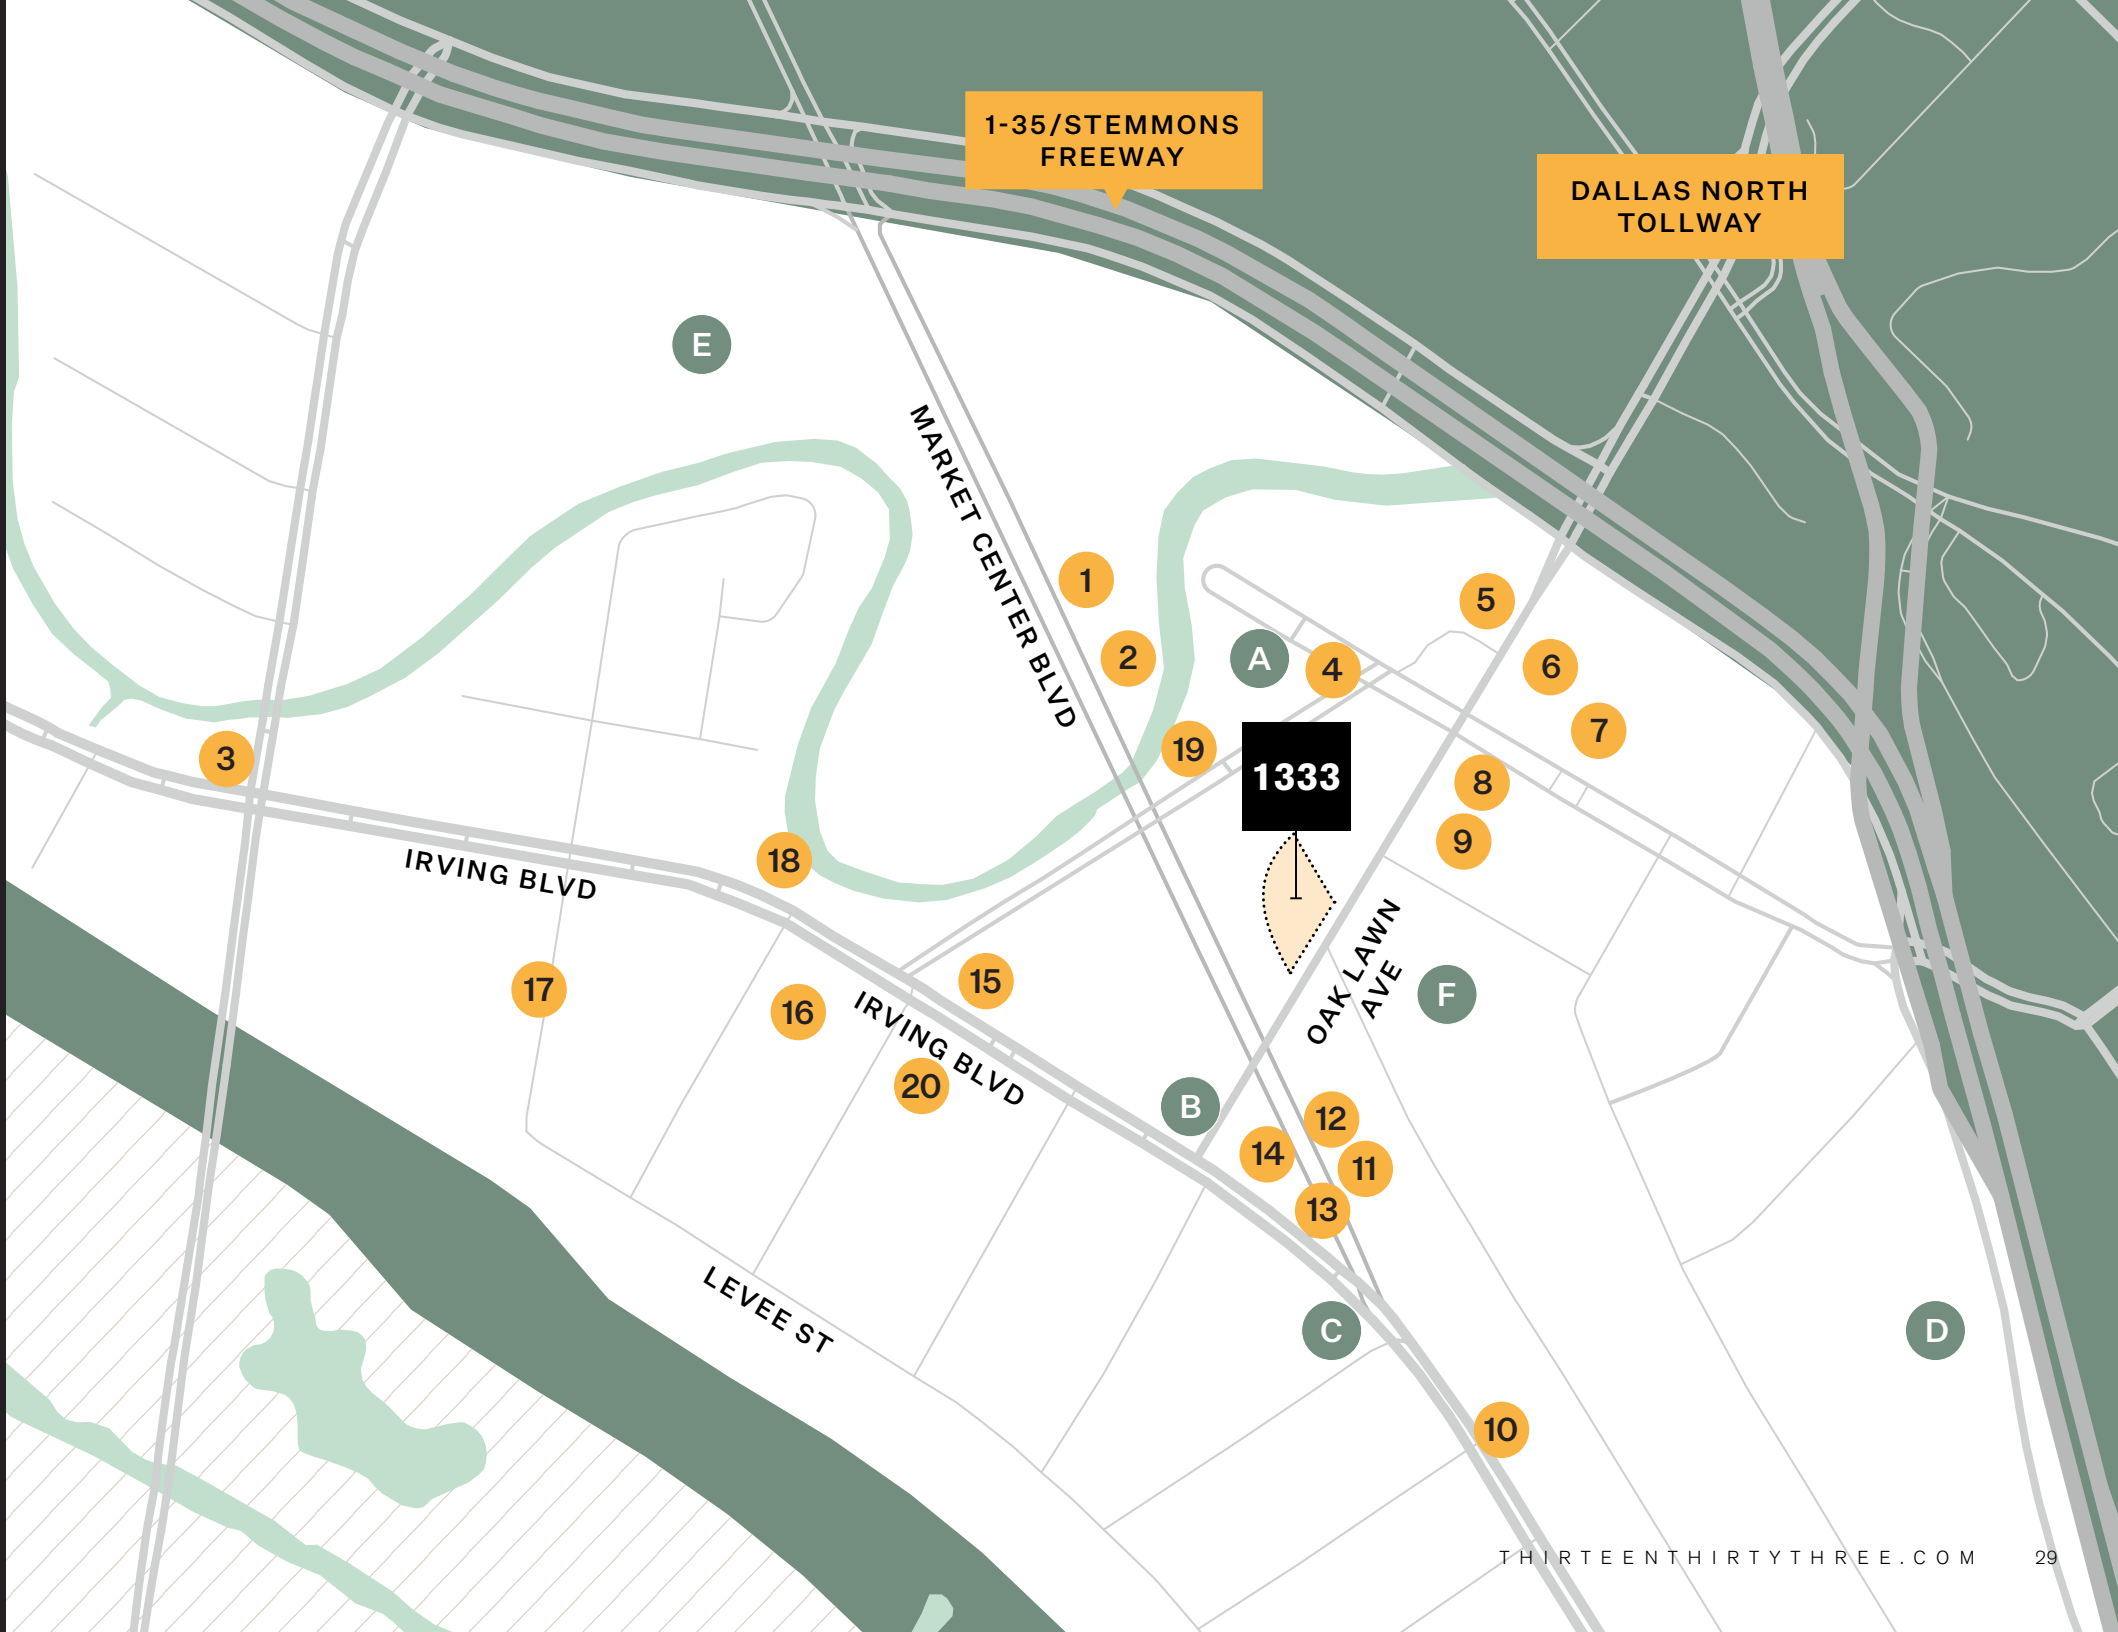 1-35/STEMMONS
FREEWAY
DALLAS NORTH
TOLLWAY
E
MARKET CENTER BLVD
1
5
2
A
4
6
7
3
19
1333
8
9
18
IRVING BLVD
OAK LAWN
AVE
17
16
15
F
IRVING BLVD
20
B
12
14
11
13
LEVEE ST
C
D
10
THIRTEENTHIRTYTHREE.COM 29